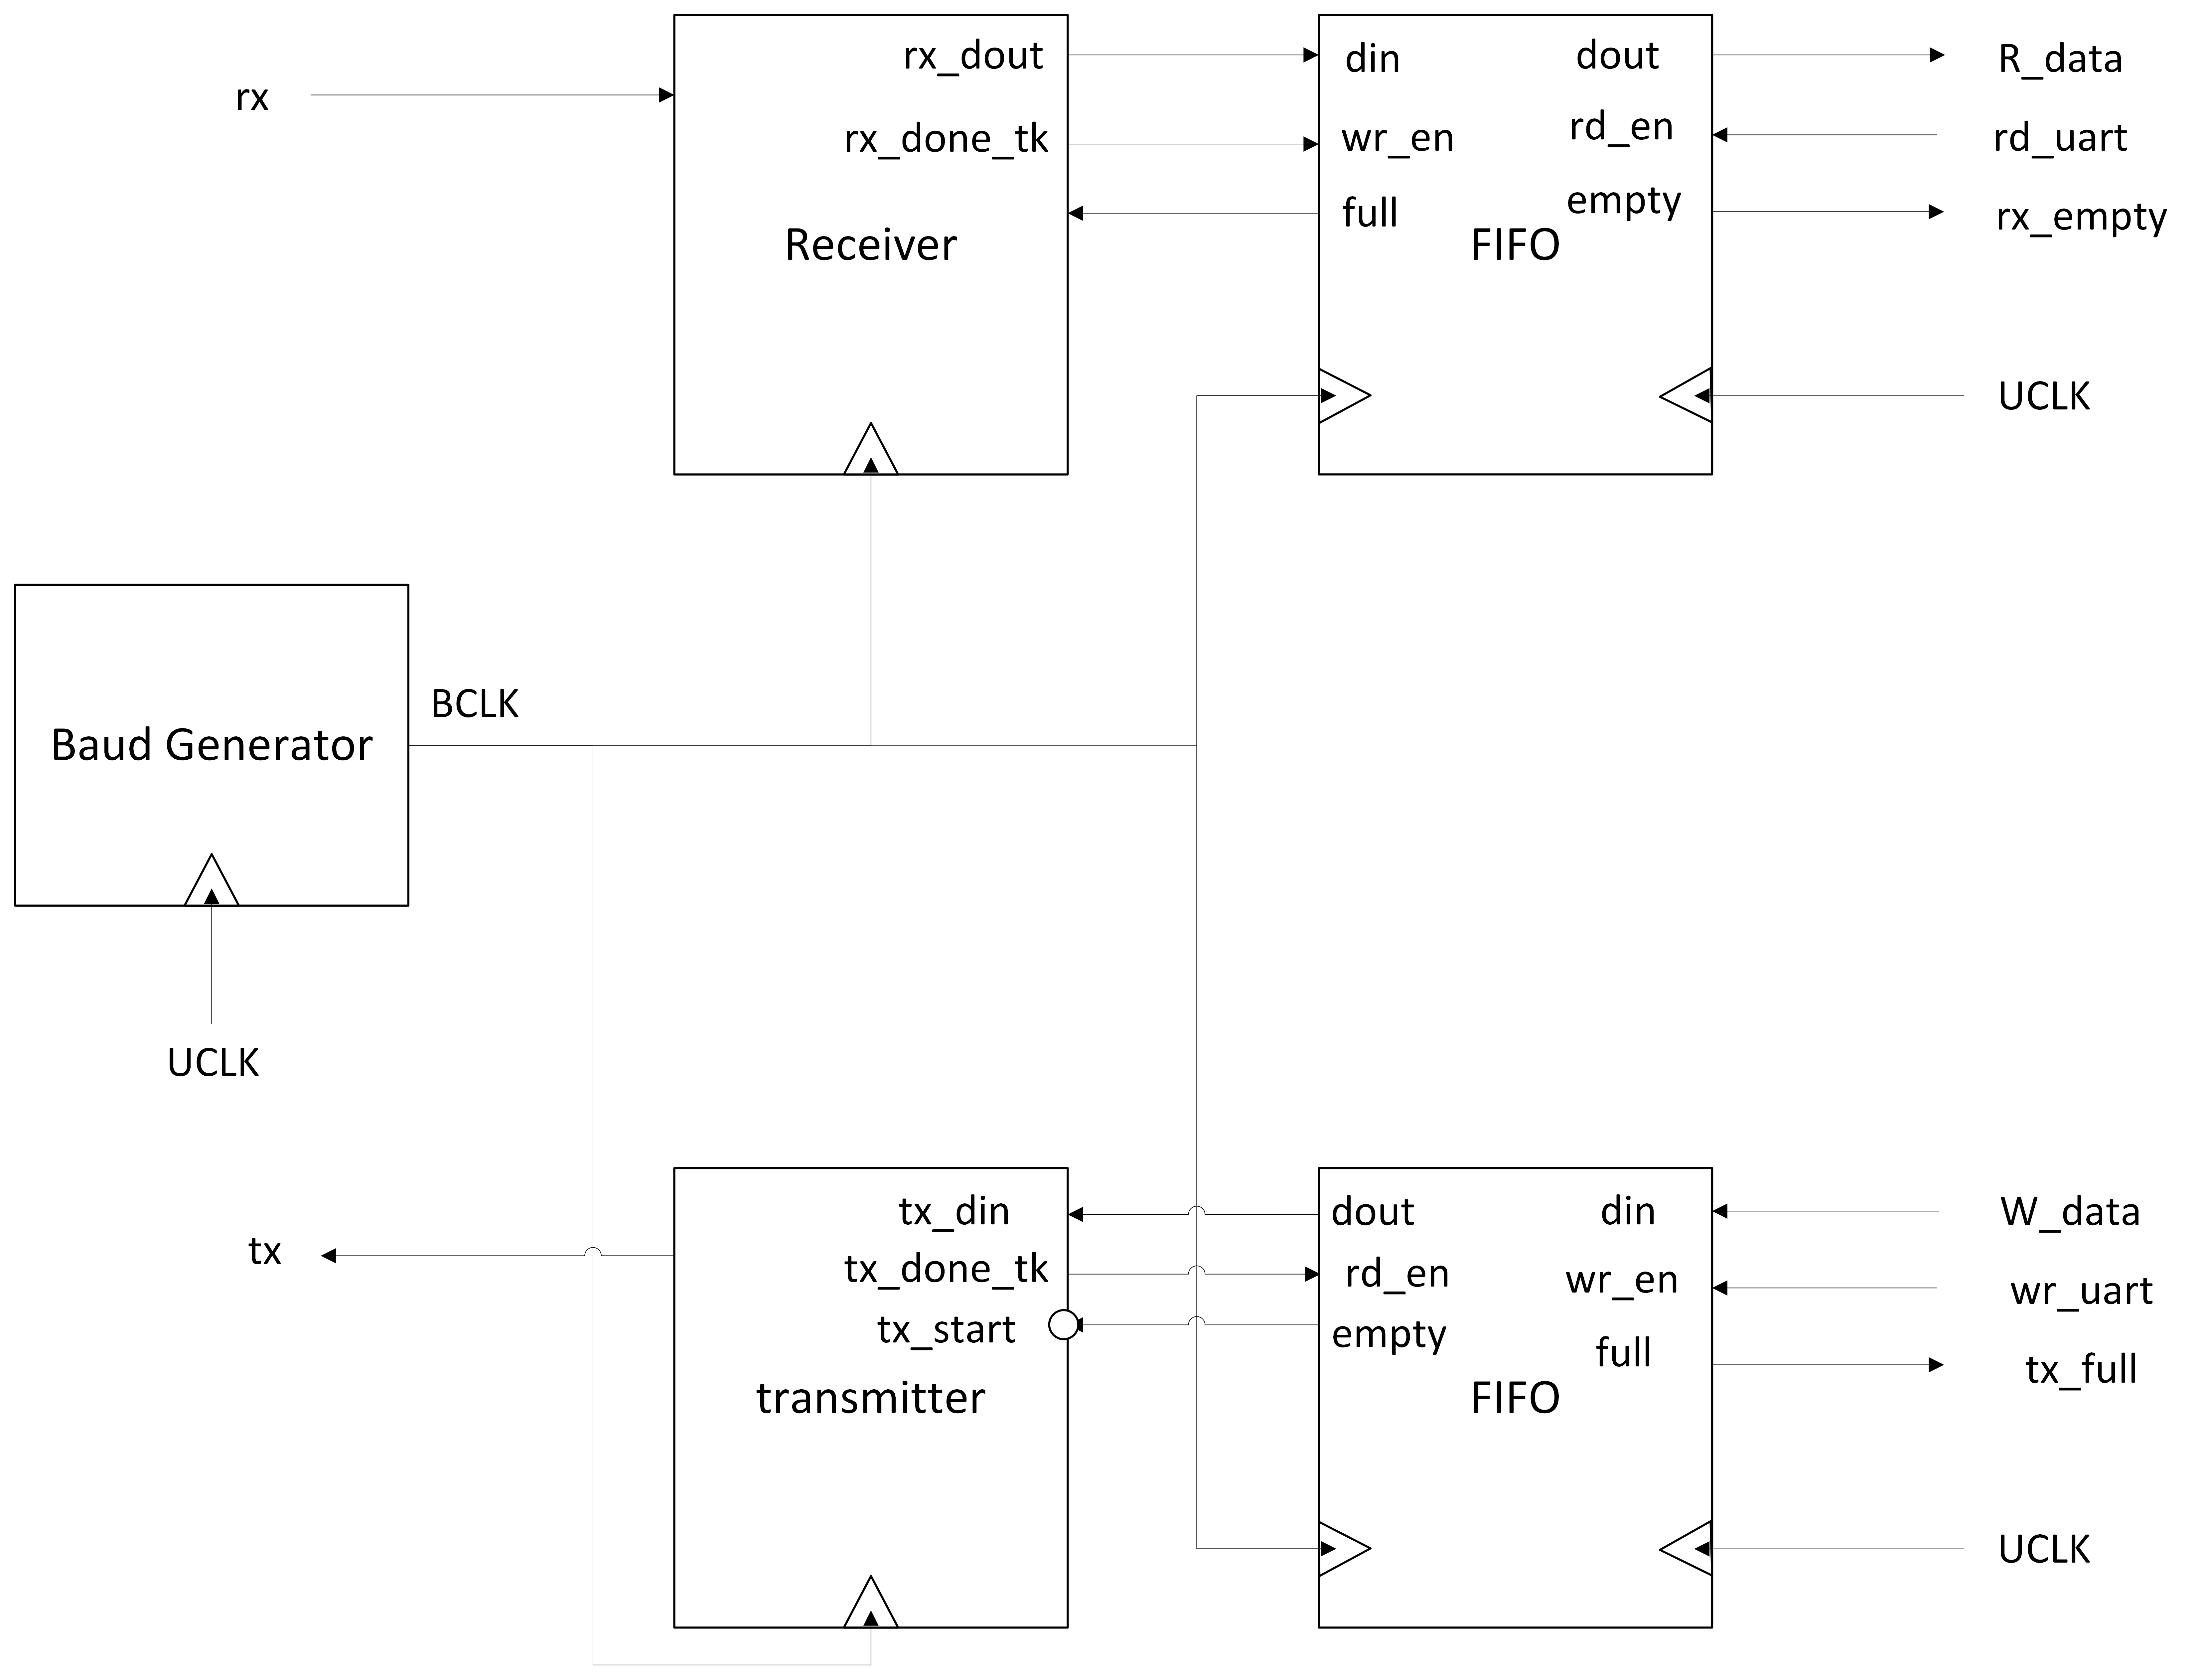 rx
rx_dout
rx_done_tk
Receiver
din
wr_en
full
FIFO
dout
rd_en
empty
R_data
rd_uart
rx_empty
UCLK
BCLK
Baud Generator
UCLK
tx
tx_din
tx_done_tk
tx_start
transmitter
dout
rd_en
empty
FIFO
din
wr_en
full
W_data
wr_uart
tx_full
UCLK